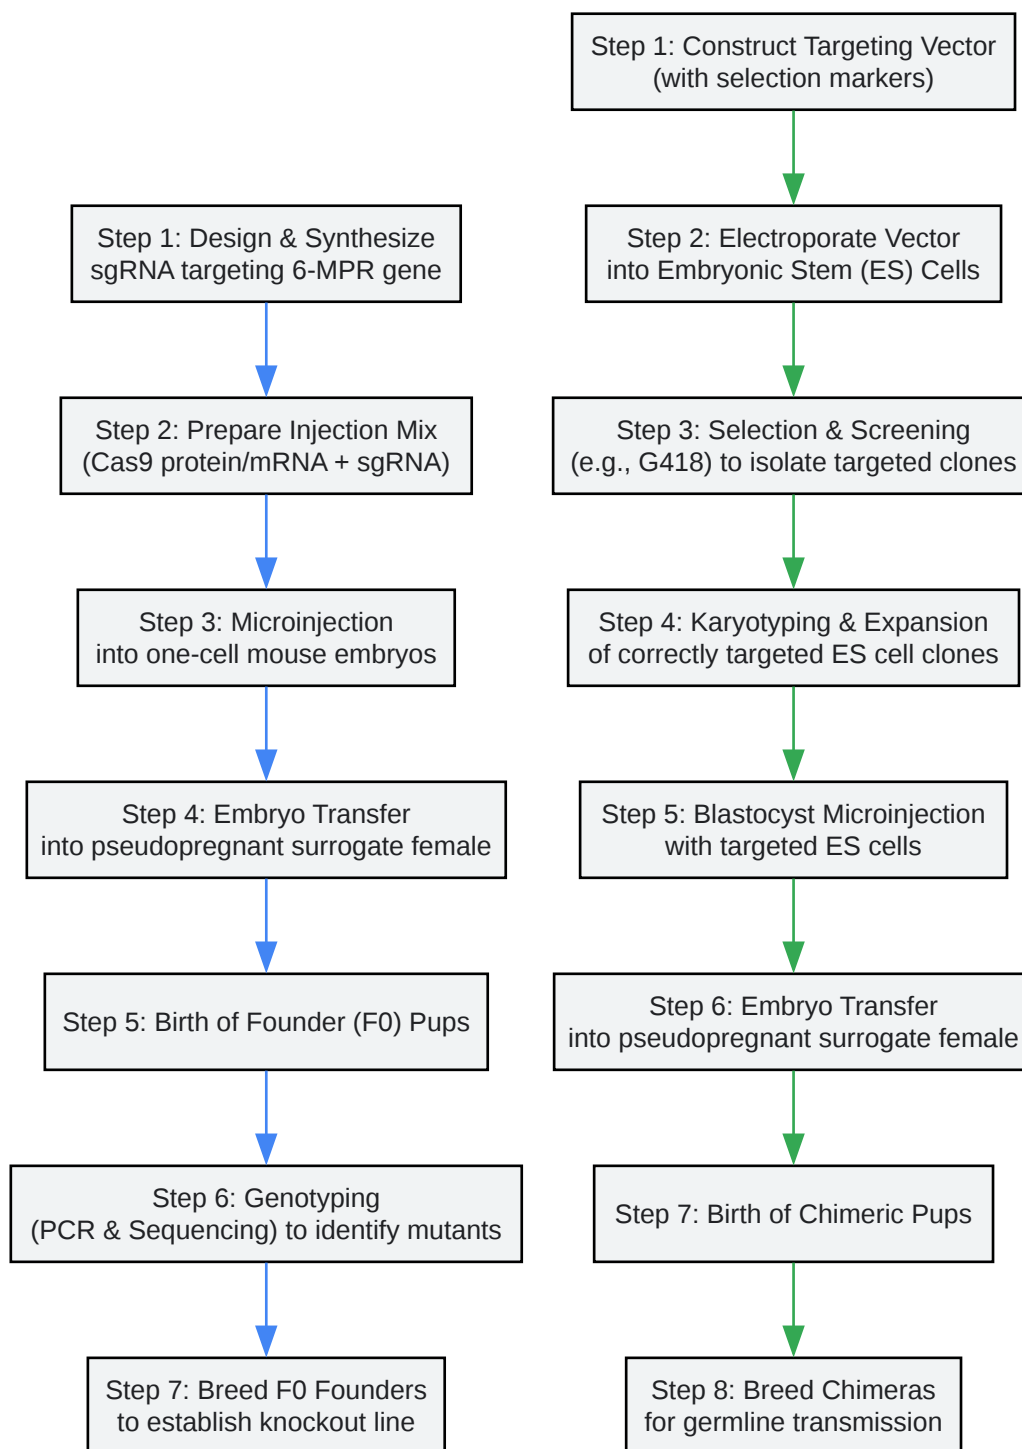 Step 1: Design & Synthesize
sgRNA targeting 6-MPR gene
Step 2: Prepare Injection Mix
(Cas9 protein/mRNA + sgRNA)
Step 3: Microinjection
into one-cell mouse embryos
Step 4: Embryo Transfer
into pseudopregnant surrogate female
Step 5: Birth of Founder (F0) Pups
Step 6: Genotyping
(PCR & Sequencing) to identify mutants
Step 7: Breed F0 Founders
to establish knockout line
Step 1: Construct Targeting Vector
(with selection markers)
Step 2: Electroporate Vector
into Embryonic Stem (ES) Cells
Step 3: Selection & Screening
(e.g., G418) to isolate targeted clones
Step 4: Karyotyping & Expansion
of correctly targeted ES cell clones
Step 5: Blastocyst Microinjection
with targeted ES cells
Step 6: Embryo Transfer
into pseudopregnant surrogate female
Step 7: Birth of Chimeric Pups
Step 8: Breed Chimeras
for germline transmission